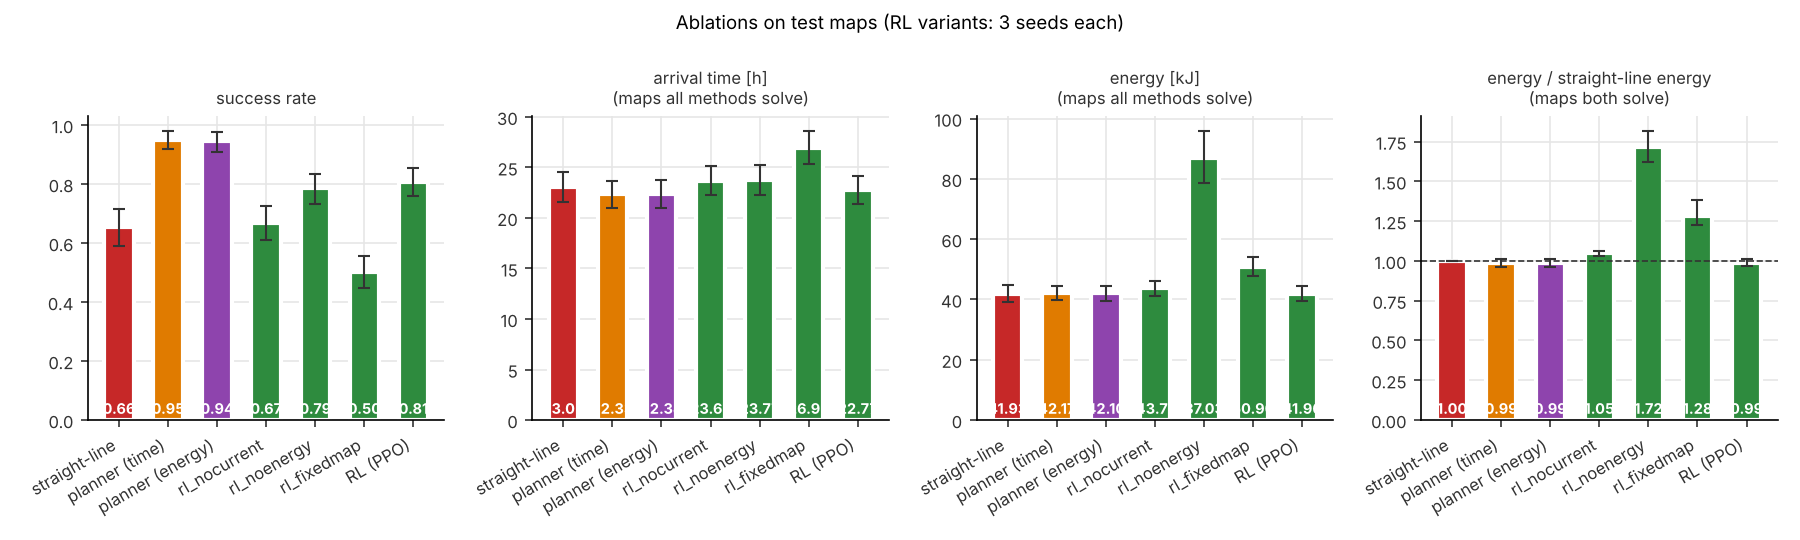 Ablations on test maps (RL variants: 3 seeds each)
success rate
1.0
0.8
0.6
0.4
0.2
0.0
0.66 0.95 0.94 0.67 0.79 0.50 0.81
straight-line
planner (time)
planner (energy)
rl_nocurrent
rl_noenergy
rl_fixedmap
RL (PPO)
arrival time [h]
(maps all methods solve)
30
25
20
15
10
5
0
straight-line
planner (time)
planner (energy)
rl_nocurrent
rl_noenergy
rl_fixedmap
RL (PPO)
energy [kJ]
(maps all methods solve)
100
80
60
40
20
0
straight-line
planner (time)
planner (energy)
rl_nocurrent
rl_noenergy
rl_fixedmap
RL (PPO)
energy / straight-line energy
(maps both solve)
1.75
1.50
1.25
1.00
0.75
0.50
0.25
0.00
1.00 0.99 0.99 1.05 1.72 1.28 0.99
straight-line
planner (time)
planner (energy)
rl_nocurrent
rl_noenergy
rl_fixedmap
RL (PPO)